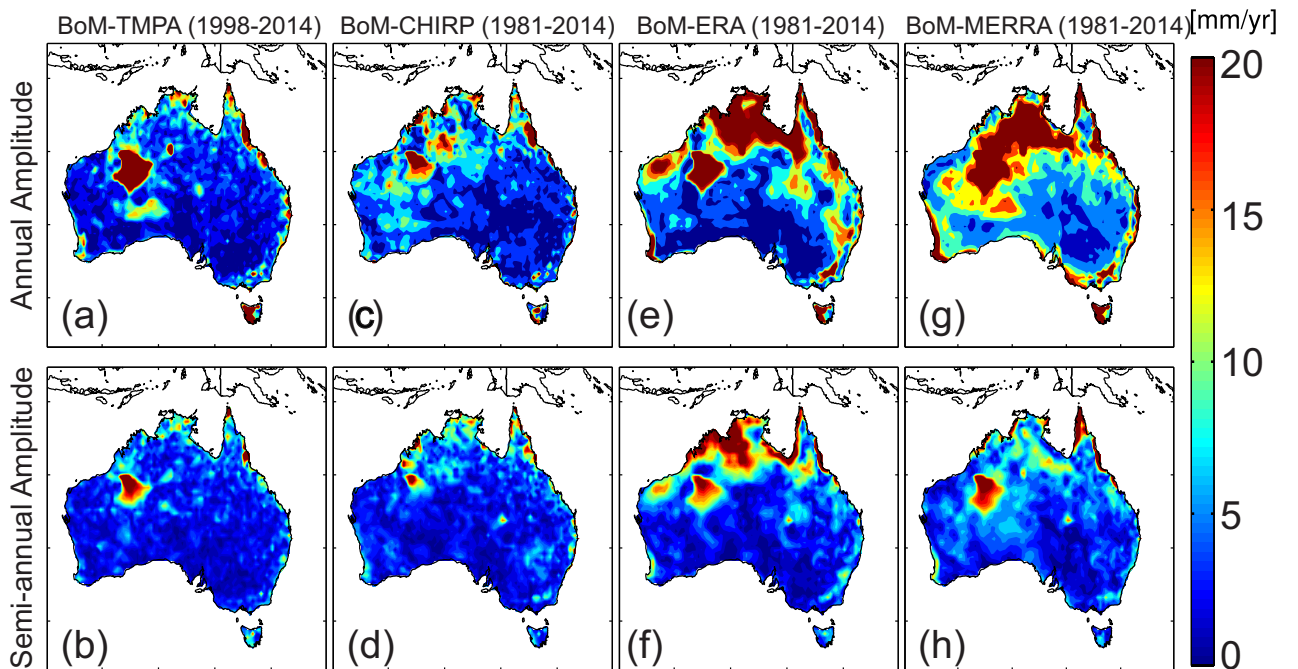 BoM-TMPA (1998-2014) BoM-CHIRP (1981-2014) BoM-ERA (1981-2014) BoM-MERRA (1981-2014) [mm/yr]
Annual Amplitude
(a) (c) (e) (g)
Semi-annual Amplitude
(b) (d) (f) (h)
20
15
10
5
0